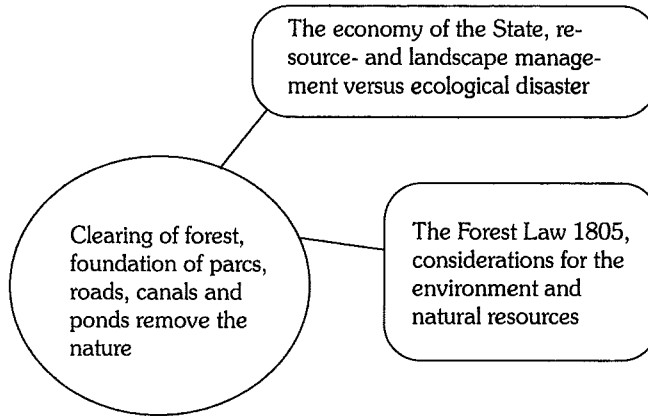 The economy of the State, re-
source- and landscape manage-
ment versus ecological disaster
Clearing of forest,
foundation of parcs,
roads, canals and
ponds remove the
nature
The Forest Law 1805,
considerations for the
environment and
natural resources